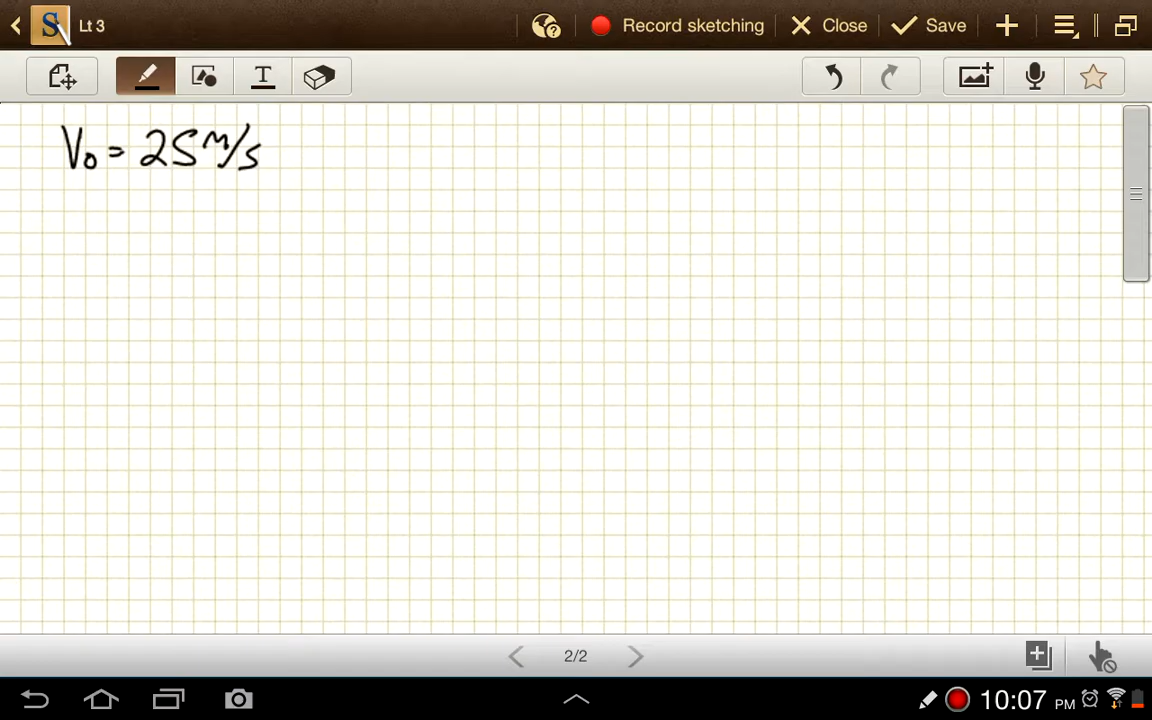 S Lt 3 Record sketching Close Save
T
V₀ = 25 m/s
2/2
10:07 PM